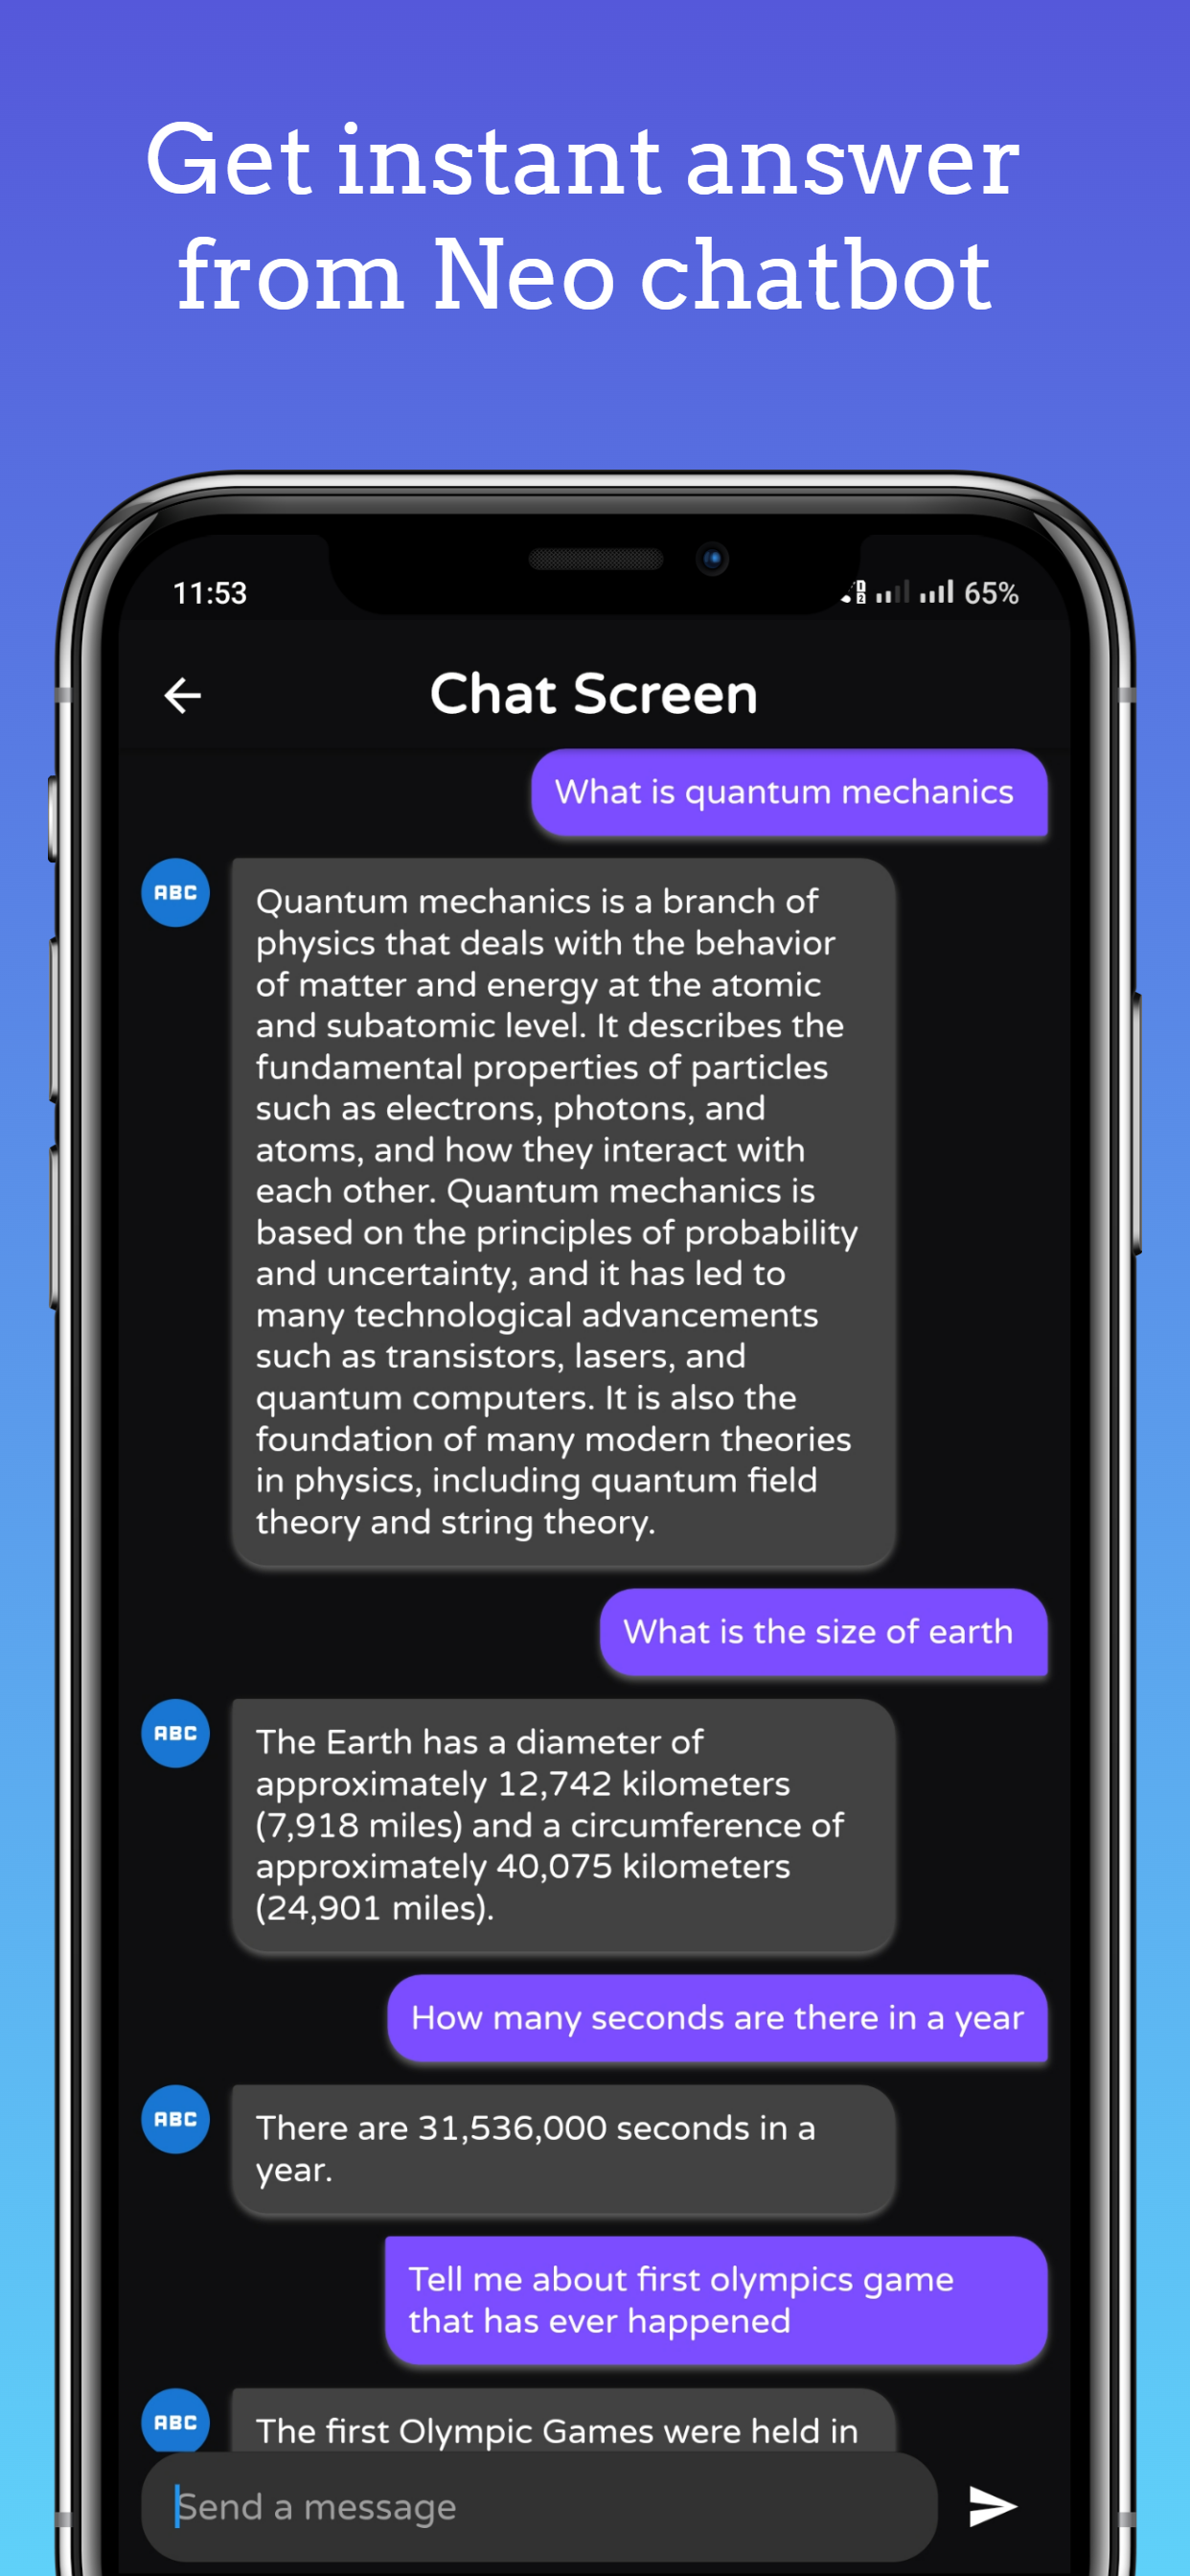 Get instant answer
from Neo chatbot
11:53
65%
Chat Screen
What is quantum mechanics
ABC
Quantum mechanics is a branch of
physics that deals with the behavior
of matter and energy at the atomic
and subatomic level. It describes the
fundamental properties of particles
such as electrons, photons, and
atoms, and how they interact with
each other. Quantum mechanics is
based on the principles of probability
and uncertainty, and it has led to
many technological advancements
such as transistors, lasers, and
quantum computers. It is also the
foundation of many modern theories
in physics, including quantum field
theory and string theory.
What is the size of earth
ABC
The Earth has a diameter of
approximately 12,742 kilometers
(7,918 miles) and a circumference of
approximately 40,075 kilometers
(24,901 miles).
How many seconds are there in a year
ABC
There are 31,536,000 seconds in a
year.
Tell me about first olympics game
that has ever happened
ABC
The first Olympic Games were held in
Send a message